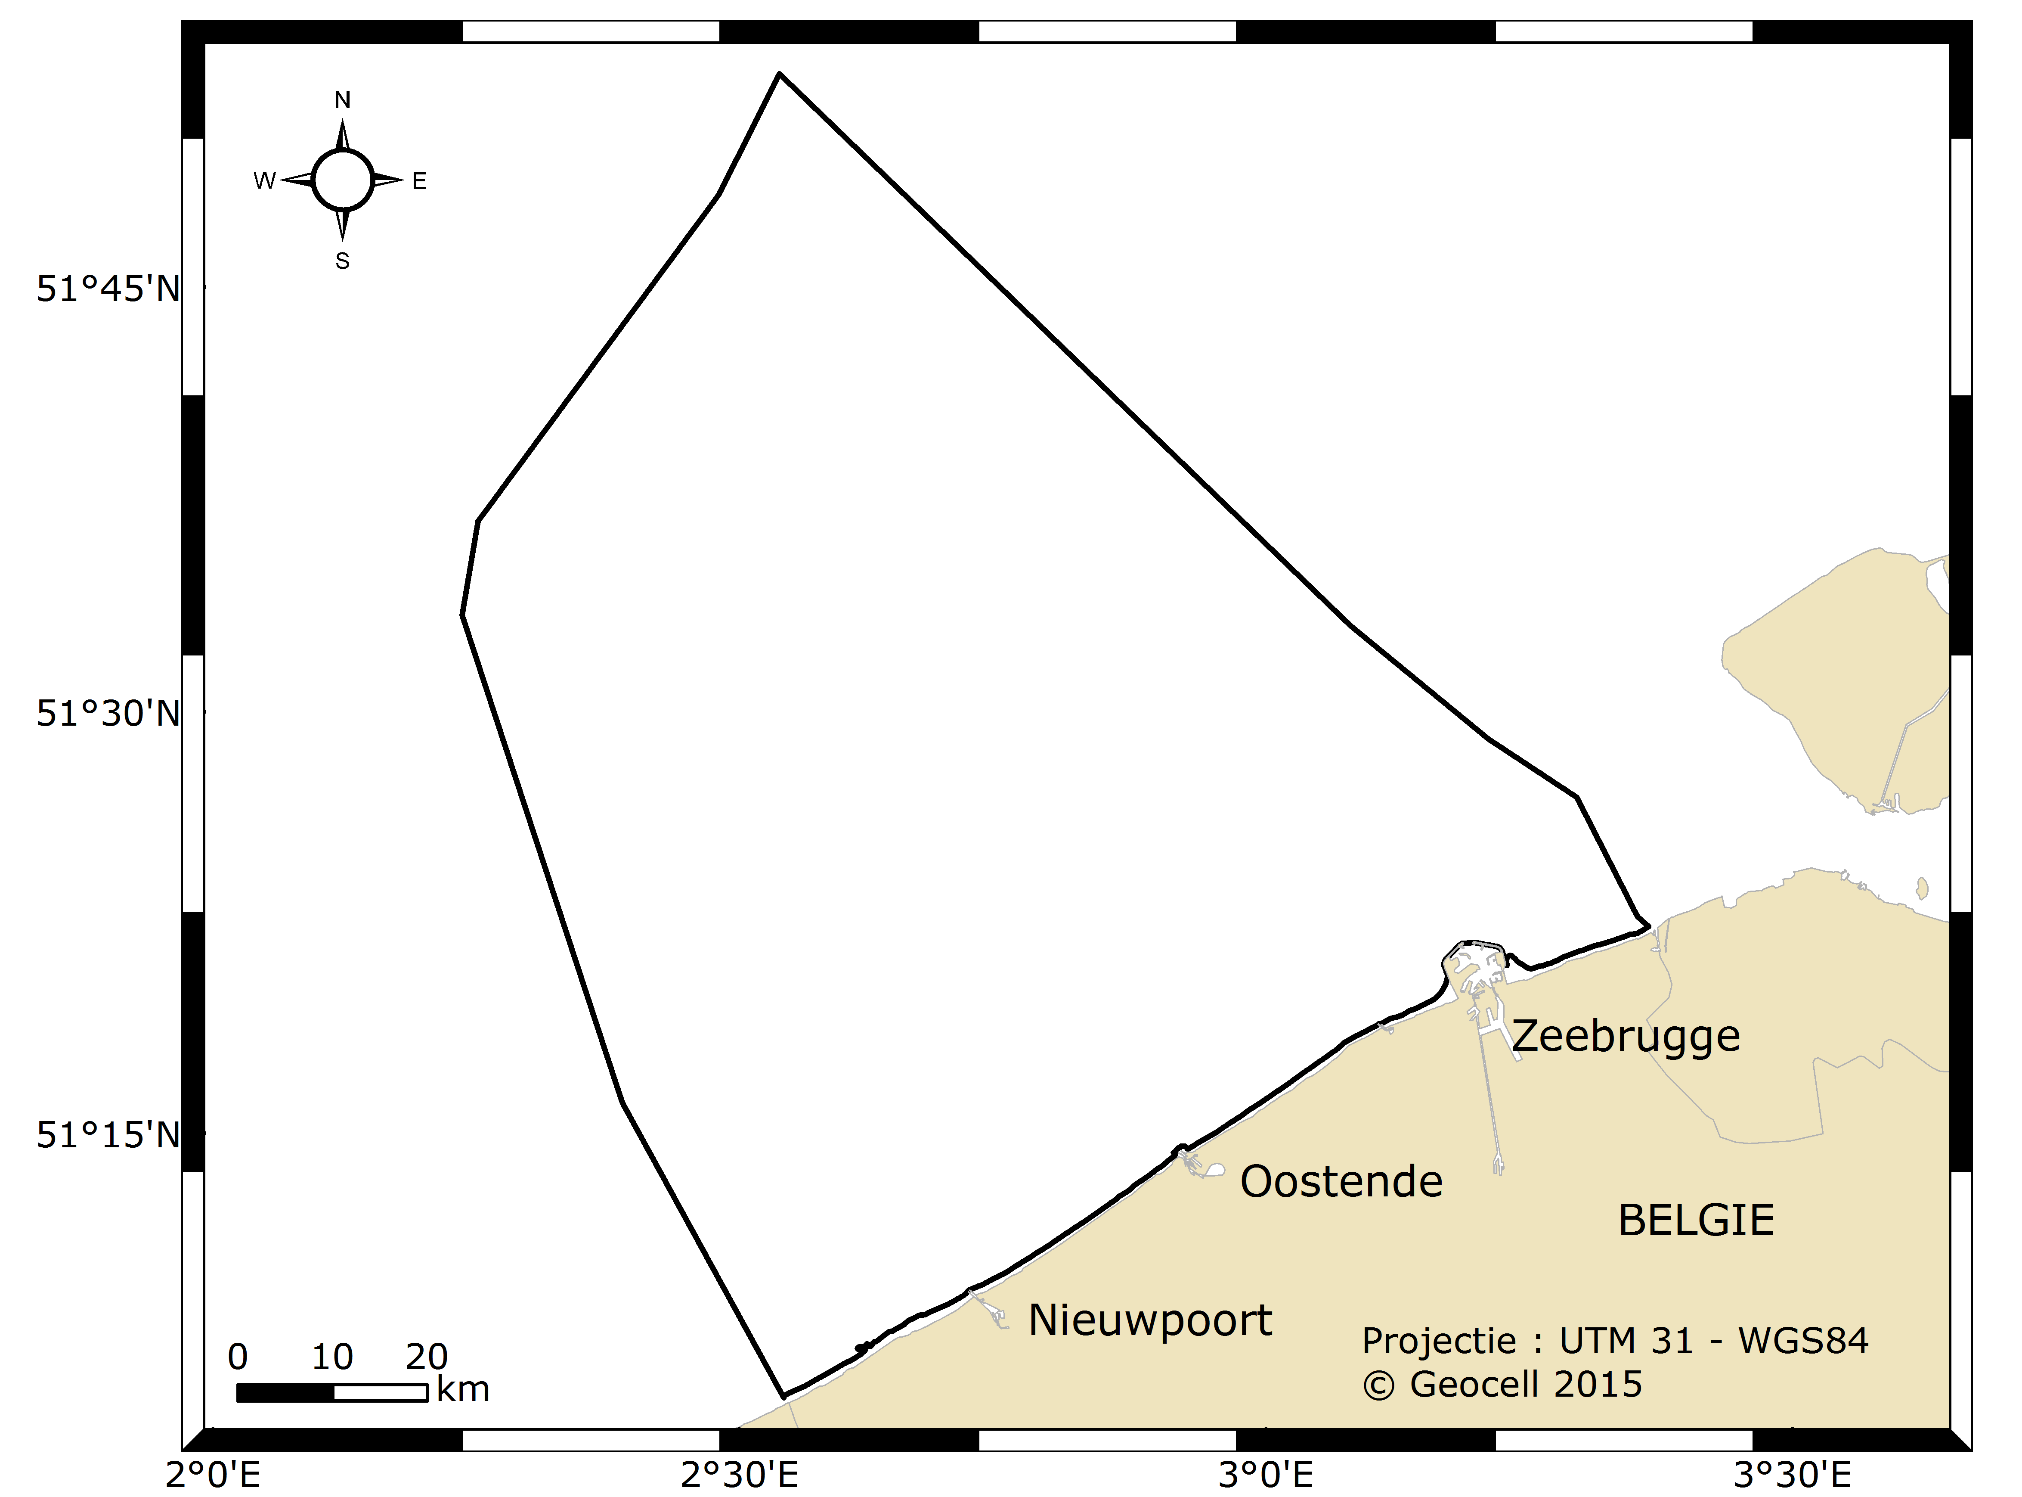 N
W E
S
51°45'N
51°30'N
51°15'N
Zeebrugge
Oostende
BELGIE
Nieuwpoort
0 10 20
km
Projectie : UTM 31 - WGS84
© Geocell 2015
2°0'E 2°30'E 3°0'E 3°30'E